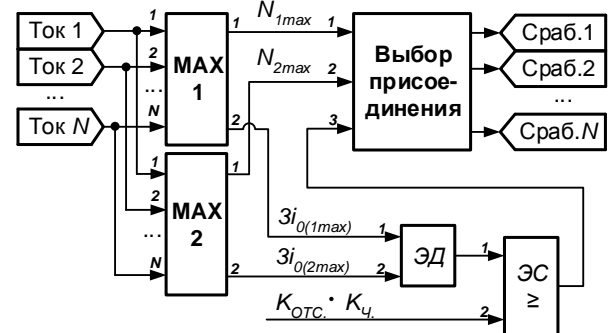 Ток 1
Ток 2
...
Ток N
1
2
...
N
MAX
1
1
2
N1max
N2max
1
2
3
Выбор
присое-
динения
Сраб.1
Сраб.2
...
Сраб.N
1
2
...
N
MAX
2
1
2
3i0(1max)
3i0(2max)
1
2
ЭД
1
2
ЭС
≥
KОТС. · KЧ.